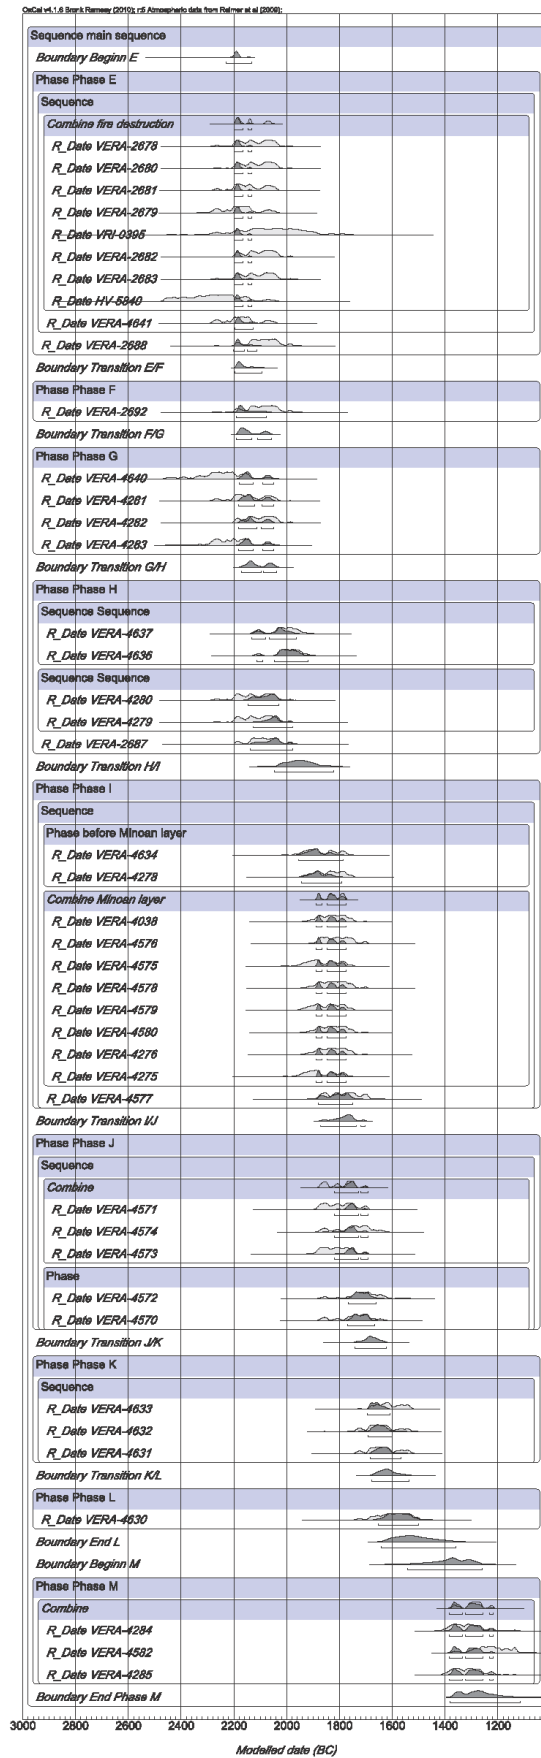 OxCal v4.1.6 Bronk Ramsey (2010); r:5 Atmospheric data from Reimer et al (2009);
Sequence main sequence
Boundary Beginn E
Phase Phase E
Sequence
Combine fire destruction
R_Date VERA-2678
R_Date VERA-2680
R_Date VERA-2681
R_Date VERA-2679
R_Date VRI-0395
R_Date VERA-2682
R_Date VERA-2683
R_Date HV-5840
R_Date VERA-4641
R_Date VERA-2688
Boundary Transition E/F
Phase Phase F
R_Date VERA-2692
Boundary Transition F/G
Phase Phase G
R_Date VERA-4640
R_Date VERA-4281
R_Date VERA-4282
R_Date VERA-4283
Boundary Transition G/H
Phase Phase H
Sequence Sequence
R_Date VERA-4637
R_Date VERA-4636
Sequence Sequence
R_Date VERA-4280
R_Date VERA-4279
R_Date VERA-2687
Boundary Transition H/I
Phase Phase I
Sequence
Phase before Minoan layer
R_Date VERA-4634
R_Date VERA-4278
Combine Minoan layer
R_Date VERA-4038
R_Date VERA-4576
R_Date VERA-4575
R_Date VERA-4578
R_Date VERA-4579
R_Date VERA-4580
R_Date VERA-4276
R_Date VERA-4275
R_Date VERA-4577
Boundary Transition I/J
Phase Phase J
Sequence
Combine
R_Date VERA-4571
R_Date VERA-4574
R_Date VERA-4573
Phase
R_Date VERA-4572
R_Date VERA-4570
Boundary Transition J/K
Phase Phase K
Sequence
R_Date VERA-4633
R_Date VERA-4632
R_Date VERA-4631
Boundary Transition K/L
Phase Phase L
R_Date VERA-4630
Boundary End L
Boundary Beginn M
Phase Phase M
Combine
R_Date VERA-4284
R_Date VERA-4582
R_Date VERA-4285
Boundary End Phase M
3000 2800 2600 2400 2200 2000 1800 1600 1400 1200
Modelled date (BC)